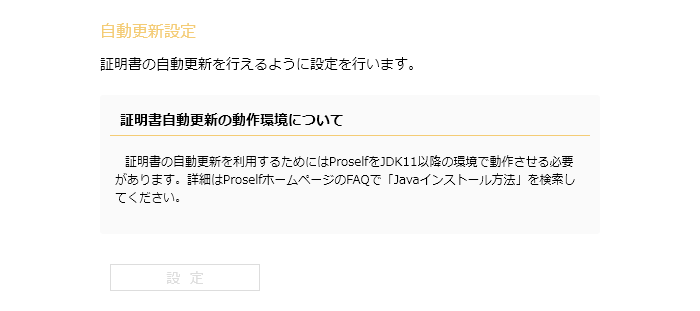 自動更新設定
証明書の自動更新を行えるように設定を行います。
証明書自動更新の動作環境について
証明書の自動更新を利用するためにはProselfをJDK11以降の環境で動作させる必要
があります。詳細はProselfホームページのFAQで「Javaインストール方法」を検索し
てください。
設 定